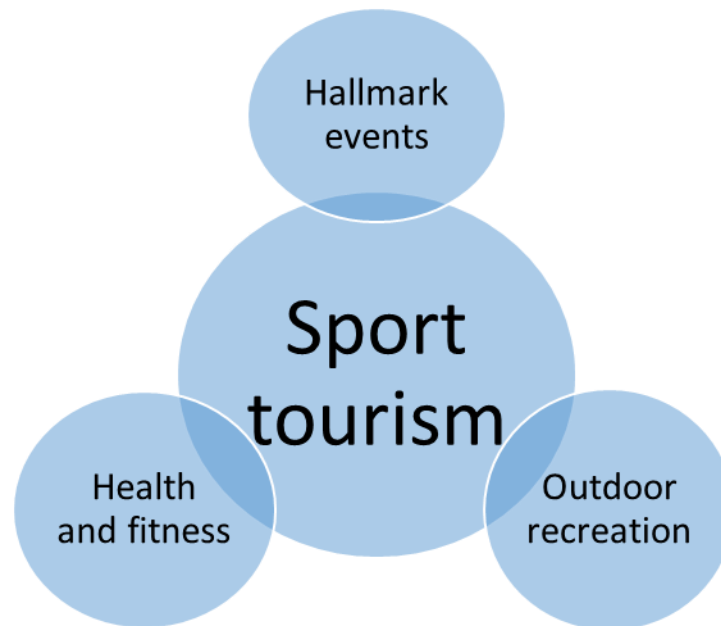 Hallmark
events
Sport
tourism
Health
and fitness
Outdoor
recreation